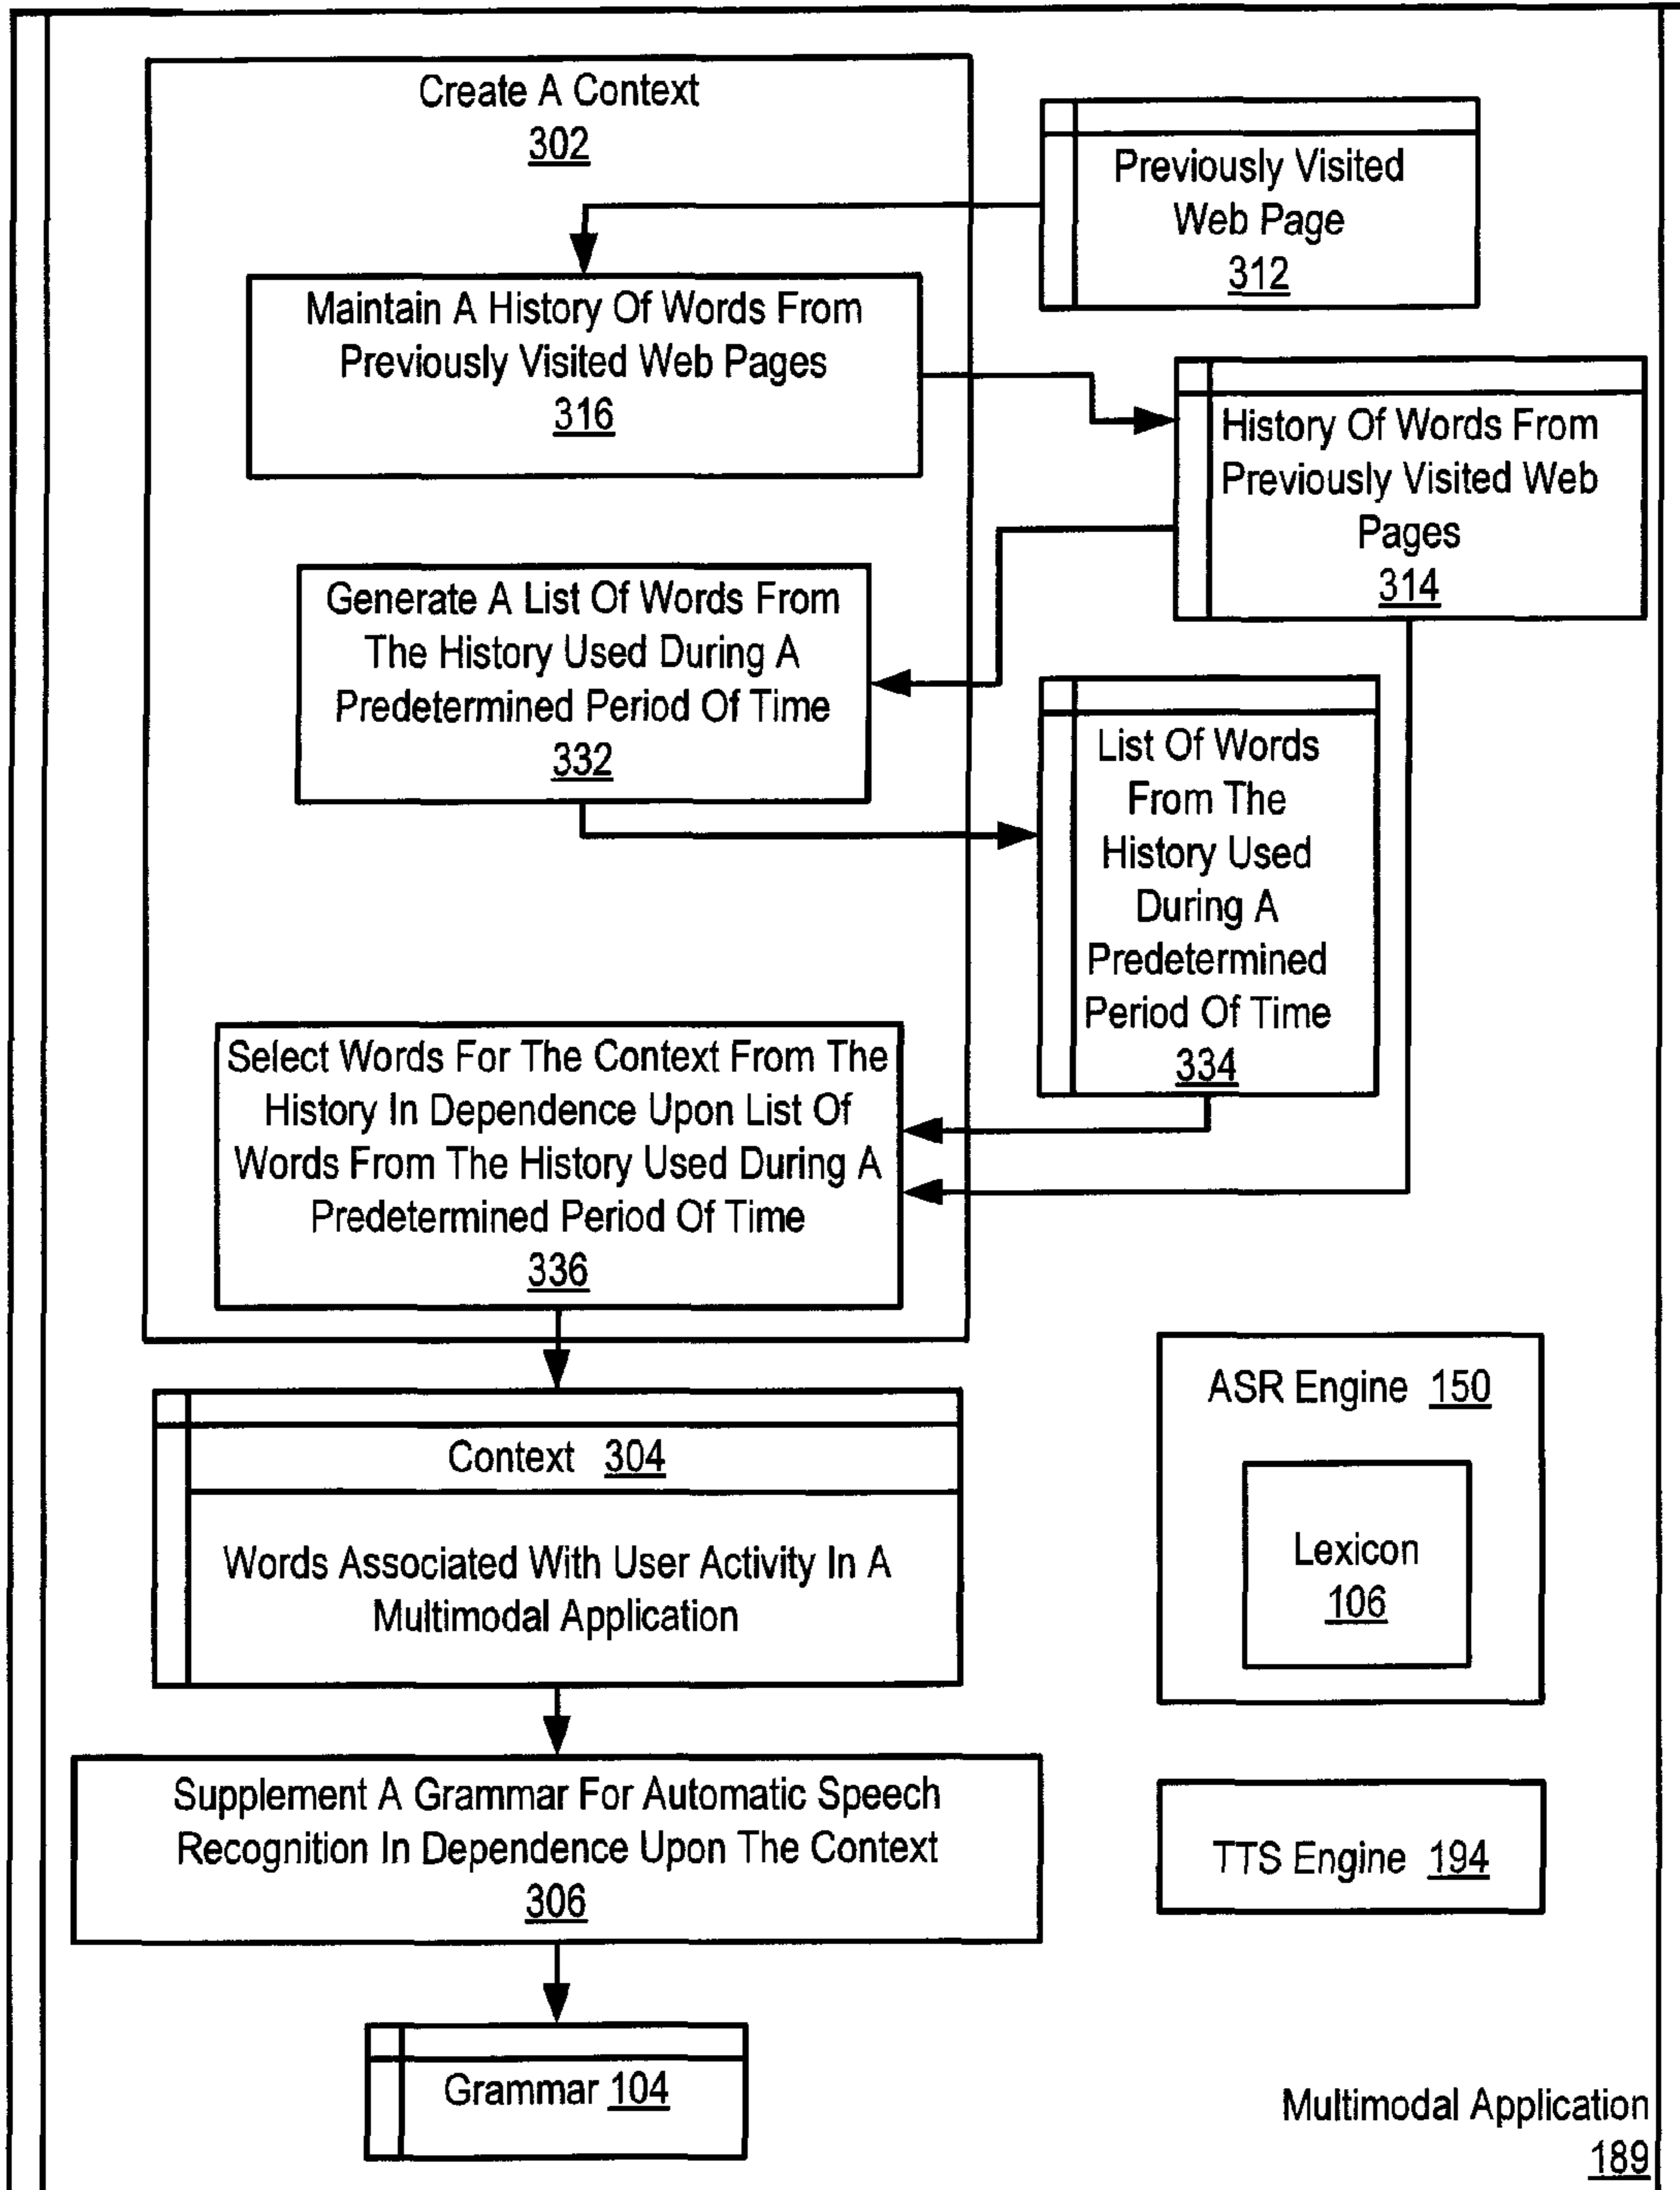 Create A Context
302
Previously Visited
Web Page
312
Maintain A History Of Words From
Previously Visited Web Pages
316
History Of Words From
Previously Visited Web
Pages
314
Generate A List Of Words From
The History Used During A
Predetermined Period Of Time
332
List Of Words
From The
History Used
During A
Predetermined
Period Of Time
334
Select Words For The Context From The
History In Dependence Upon List Of
Words From The History Used During A
Predetermined Period Of Time
336
Context 304
Words Associated With User Activity In A
Multimodal Application
ASR Engine 150
Lexicon
106
Supplement A Grammar For Automatic Speech
Recognition In Dependence Upon The Context
306
TTS Engine 194
Grammar 104
Multimodal Application
189